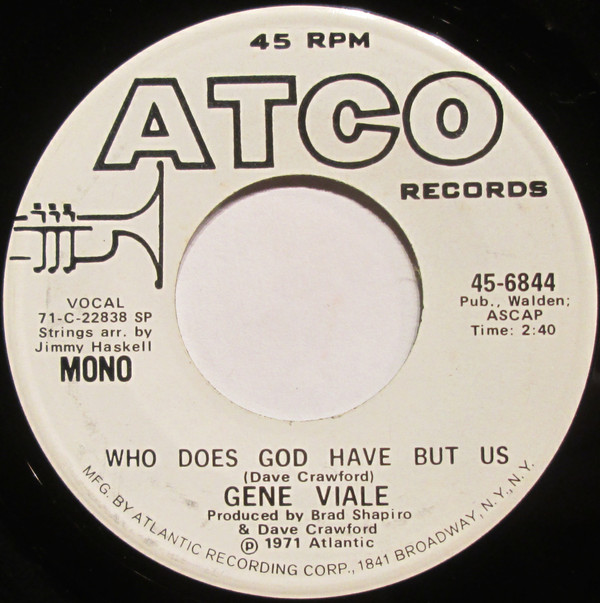 45 RPM
ATCO
RECORDS
VOCAL
71-C-22838 SP
Strings arr. by
Jimmy Haskell
MONO
45-6844
Pub., Walden;
ASCAP
Time: 2:40
WHO DOES GOD HAVE BUT US
(Dave Crawford)
GENE VIALE
Produced by Brad Shapiro
& Dave Crawford
℗ 1971 Atlantic
MFG. BY ATLANTIC RECORDING CORP., 1841 BROADWAY, N.Y., N.Y.